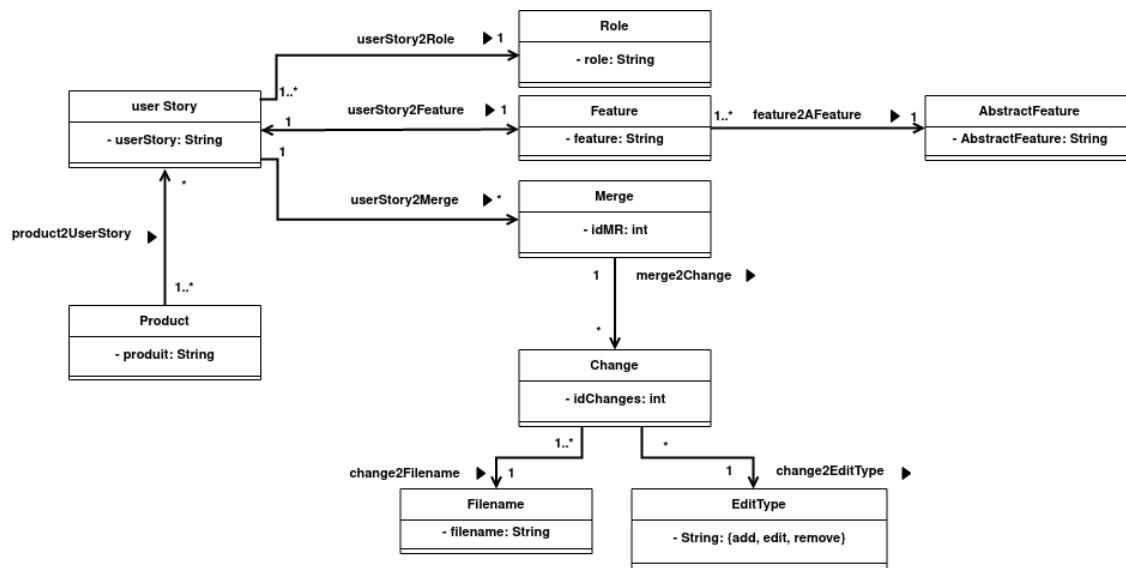 Role
- role: String
userStory2Role ▶ 1
1..*
user Story
- userStory: String
userStory2Feature ▶ 1
1
Feature
- feature: String
1..* feature2AFeature ▶ 1
AbstractFeature
- AbstractFeature: String
1
userStory2Merge ▶ *
Merge
- idMR: int
*
product2UserStory ▶
1..*
Product
- produit: String
1 merge2Change ▶
*
Change
- idChanges: int
1..*
*
change2Filename ▶ 1
1 change2EditType ▶
Filename
- filename: String
EditType
- String: {add, edit, remove}